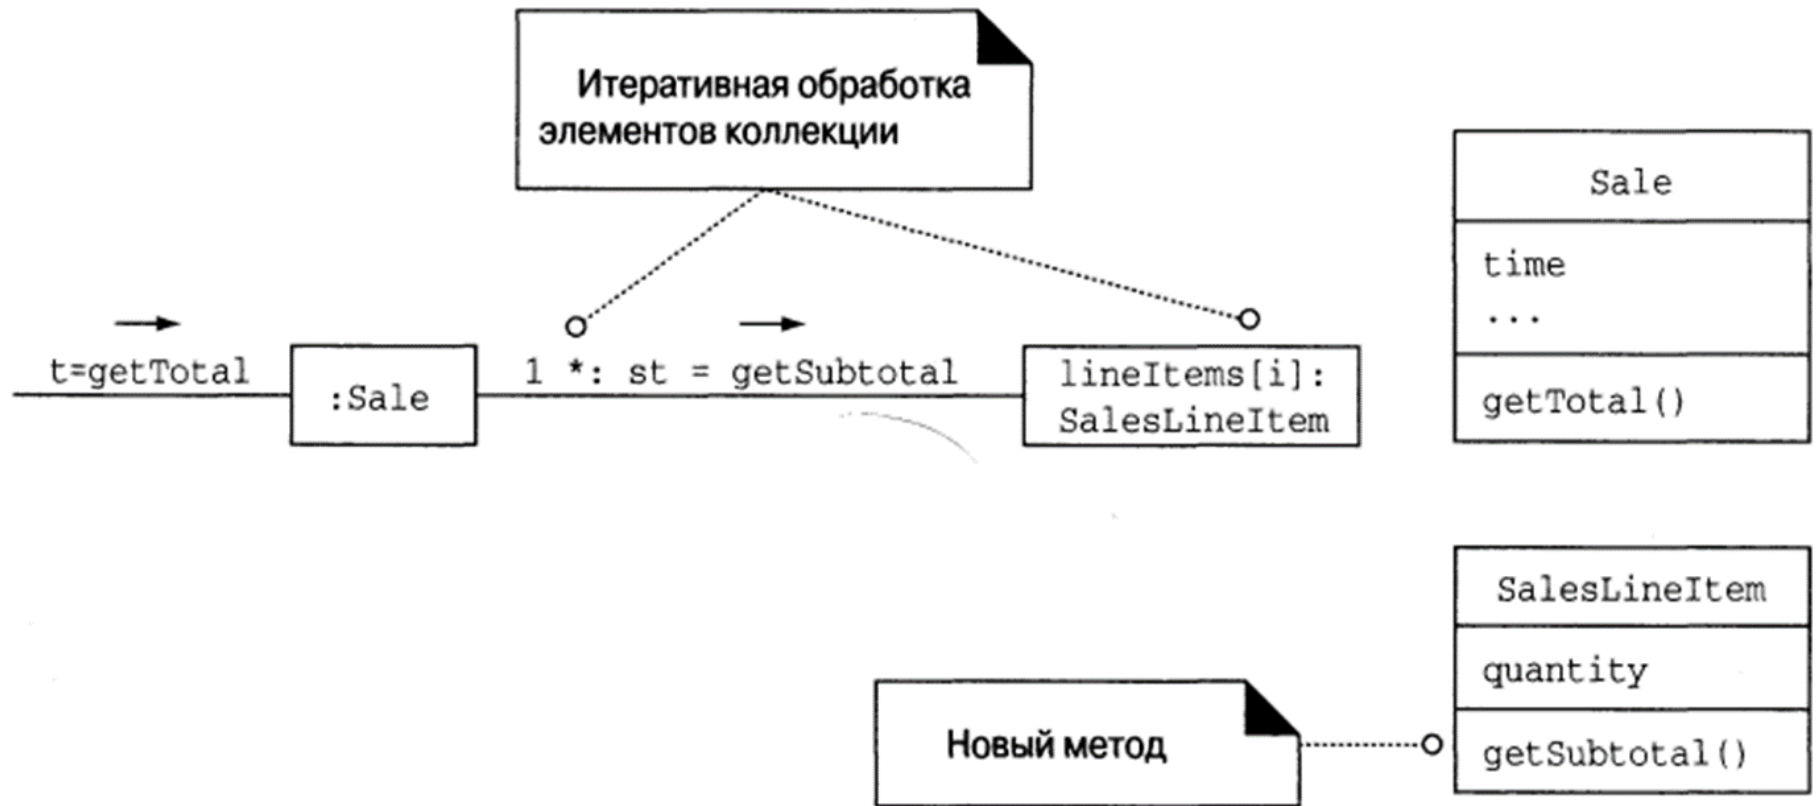 Итеративная обработка
элементов коллекции
t=getTotal
:Sale
1 *: st = getSubtotal
lineItems[i]:
SalesLineItem
Sale
time
...
getTotal()
SalesLineItem
quantity
getSubtotal()
Новый метод